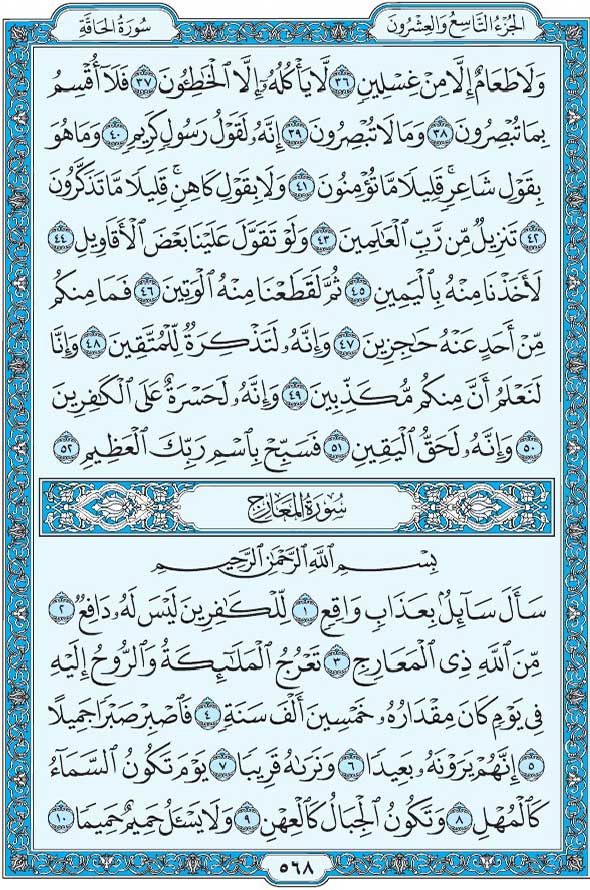 الجزء التاسع والعشرون
سورة الحاقة
وَلَا طَعَامٌ إِلَّا مِنْ غِسْلِينٍ ٣٦ لَّا يَأْكُلُهُۥٓ إِلَّا ٱلْخَٰطِـُٔونَ ٣٧ فَلَآ أُقْسِمُ
بِمَا تُبْصِرُونَ ٣٨ وَمَا لَا تُبْصِرُونَ ٣٩ إِنَّهُۥ لَقَوْلُ رَسُولٍ كَرِيمٍ ٤٠ وَمَا هُوَ
بِقَوْلِ شَاعِرٍۚ قَلِيلًا مَّا تُؤْمِنُونَ ٤١ وَلَا بِقَوْلِ كَاهِنٍۚ قَلِيلًا مَّا تَذَكَّرُونَ
٤٢ تَنزِيلٌ مِّن رَّبِّ ٱلْعَٰلَمِينَ ٤٣ وَلَوْ تَقَوَّلَ عَلَيْنَا بَعْضَ ٱلْأَقَاوِيلِ ٤٤
لَأَخَذْنَا مِنْهُ بِٱلْيَمِينِ ٤٥ ثُمَّ لَقَطَعْنَا مِنْهُ ٱلْوَتِينَ ٤٦ فَمَا مِنكُم
مِّنْ أَحَدٍ عَنْهُ حَٰجِزِينَ ٤٧ وَإِنَّهُۥ لَتَذْكِرَةٌ لِّلْمُتَّقِينَ ٤٨ وَإِنَّا
لَنَعْلَمُ أَنَّ مِنكُم مُّكَذِّبِينَ ٤٩ وَإِنَّهُۥ لَحَسْرَةٌ عَلَى ٱلْكَٰفِرِينَ
٥٠ وَإِنَّهُۥ لَحَقُّ ٱلْيَقِينِ ٥١ فَسَبِّحْ بِٱسْمِ رَبِّكَ ٱلْعَظِيمِ ٥٢
سورة المعارج
بِسْمِ ٱللَّهِ ٱلرَّحْمَٰنِ ٱلرَّحِيمِ
سَأَلَ سَآئِلٌۢ بِعَذَابٍ وَاقِعٍ ١ لِّلْكَٰفِرِينَ لَيْسَ لَهُۥ دَافِعٌ ٢
مِّنَ ٱللَّهِ ذِى ٱلْمَعَارِجِ ٣ تَعْرُجُ ٱلْمَلَٰٓئِكَةُ وَٱلرُّوحُ إِلَيْهِ
فِى يَوْمٍ كَانَ مِقْدَارُهُۥ خَمْسِينَ أَلْفَ سَنَةٍ ٤ فَٱصْبِرْ صَبْرًا جَمِيلًا
٥ إِنَّهُمْ يَرَوْنَهُۥ بَعِيدًا ٦ وَنَرَىٰهُ قَرِيبًا ٧ يَوْمَ تَكُونُ ٱلسَّمَآءُ
كَٱلْمُهْلِ ٨ وَتَكُونُ ٱلْجِبَالُ كَٱلْعِهْنِ ٩ وَلَا يَسْـَٔلُ حَمِيمٌ حَمِيمًا ١٠
٥٦٨